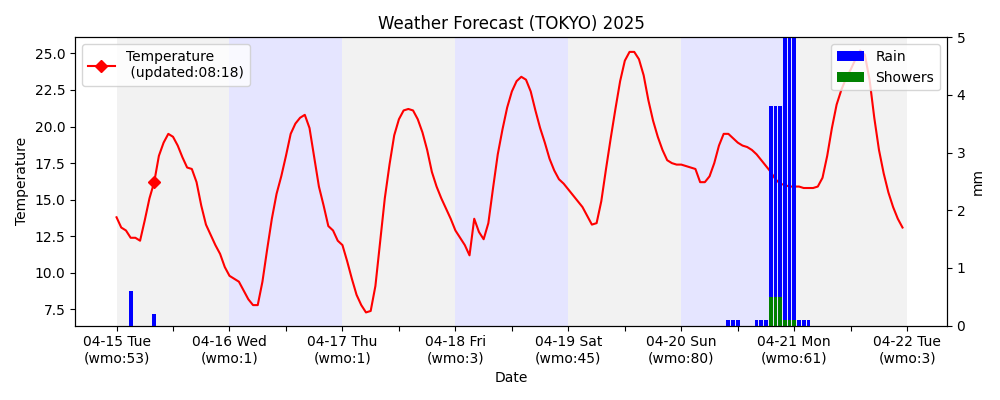 Weather Forecast (TOKYO) 2025
Temperature
(updated:08:18)
Rain
Showers
25.0
22.5
20.0
17.5
15.0
12.5
10.0
7.5
Temperature
5
4
3
2
1
0
mm
04-15 Tue 04-16 Wed 04-17 Thu 04-18 Fri 04-19 Sat 04-20 Sun 04-21 Mon 04-22 Tue
(wmo:53) (wmo:1) (wmo:1) (wmo:3) (wmo:45) (wmo:80) (wmo:61) (wmo:3)
Date